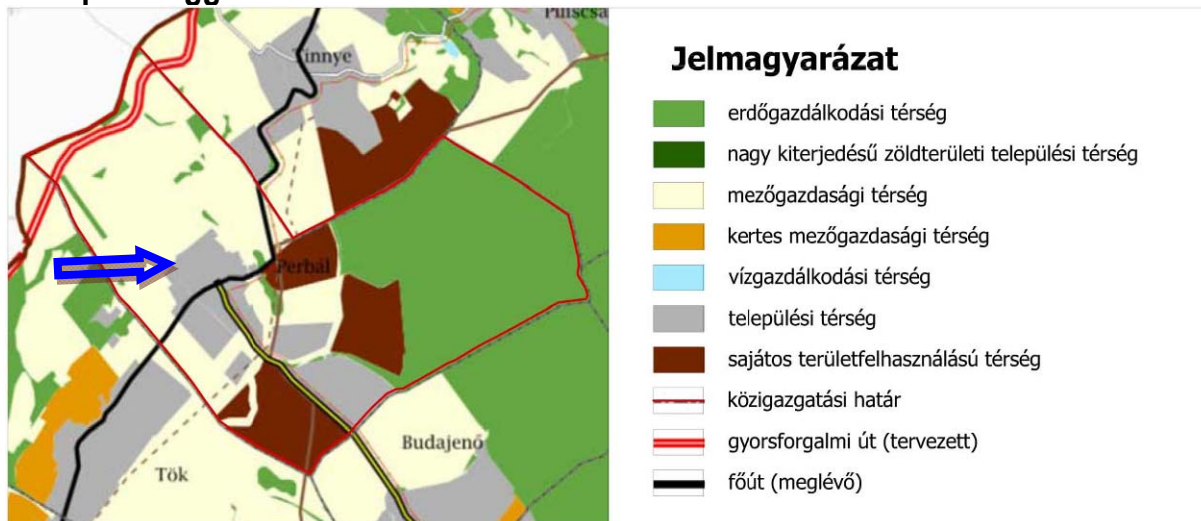 Piliscsa
Tinnye
Perbál
Budajenő
Tök
Jelmagyarázat
erdőgazdálkodási térség
nagy kiterjedésű zöldterületi települési térség
mezőgazdasági térség
kertes mezőgazdasági térség
vízgazdálkodási térség
települési térség
sajátos területfelhasználású térség
közigazgatási határ
gyorsforgalmi út (tervezett)
főút (meglévő)